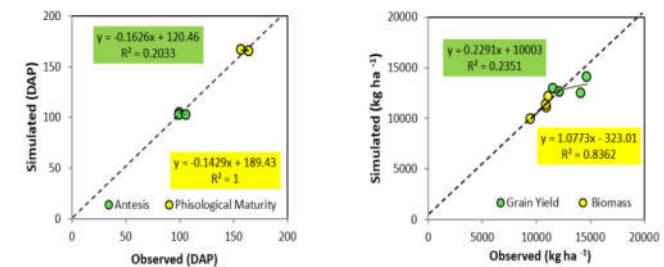 y = -0.1626x + 120.46
R² = 0.2033
y = -0.1429x + 189.43
R² = 1
Antesis
Phisological Maturity
Simulated (DAP)
200
150
100
50
0
0 50 100 150 200
Observed (DAP)
y = 0.2291x + 10003
R² = 0.2351
y = 1.0773x - 323.01
R² = 0.8362
Grain Yield
Biomass
Simulated (kg ha ⁻¹)
20000
15000
10000
5000
0
0 5000 10000 15000 20000
Observed (kg ha⁻¹)